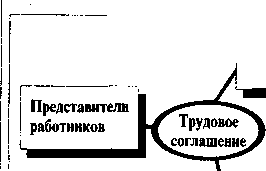 Представители
работников
Трудовое
соглашение